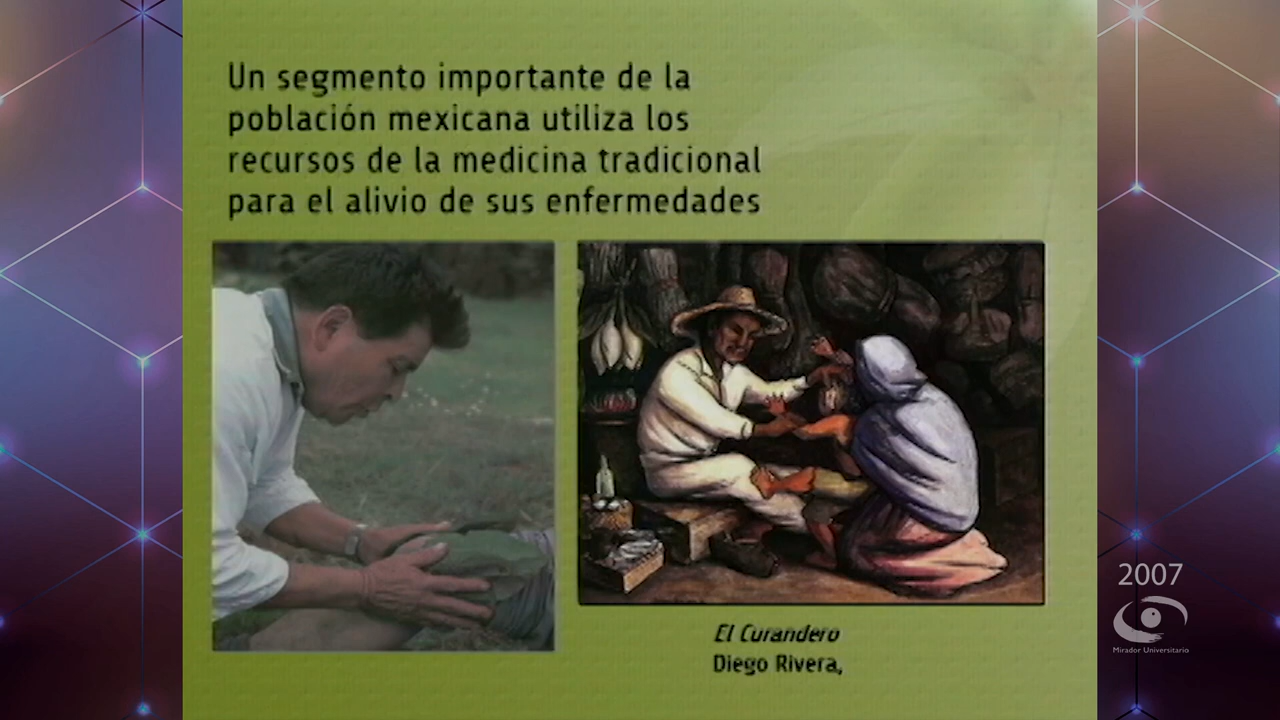 Un segmento importante de la
población mexicana utiliza los
recursos de la medicina tradicional
para el alivio de sus enfermedades
El Curandero
Diego Rivera,
2007
Mirador Universitario